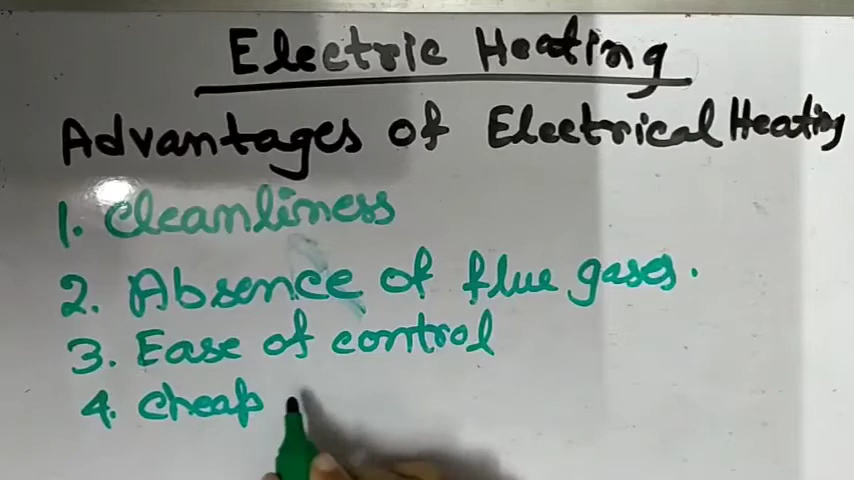 Electric Heating
Advantages of Electrical Heating
1. Cleanliness
2. Absence of flue gases.
3. Ease of control
4. Cheap